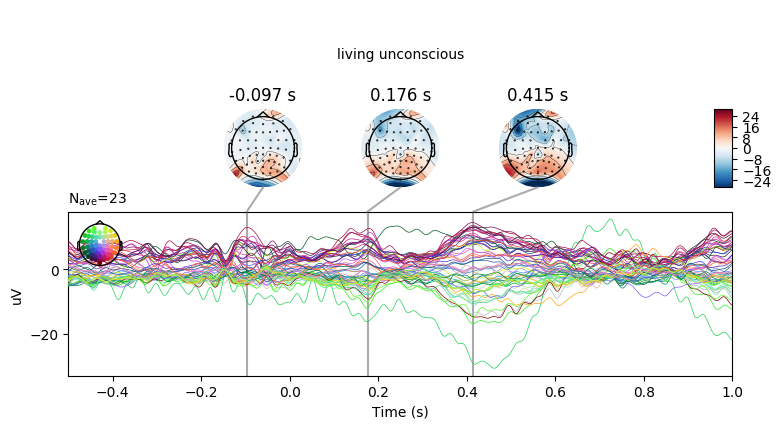 living unconscious
-0.097 s 0.176 s 0.415 s
24
16
8
0
−8
−16
−24
Nave=23
0
−20
uV
−0.4 −0.2 0.0 0.2 0.4 0.6 0.8 1.0
Time (s)